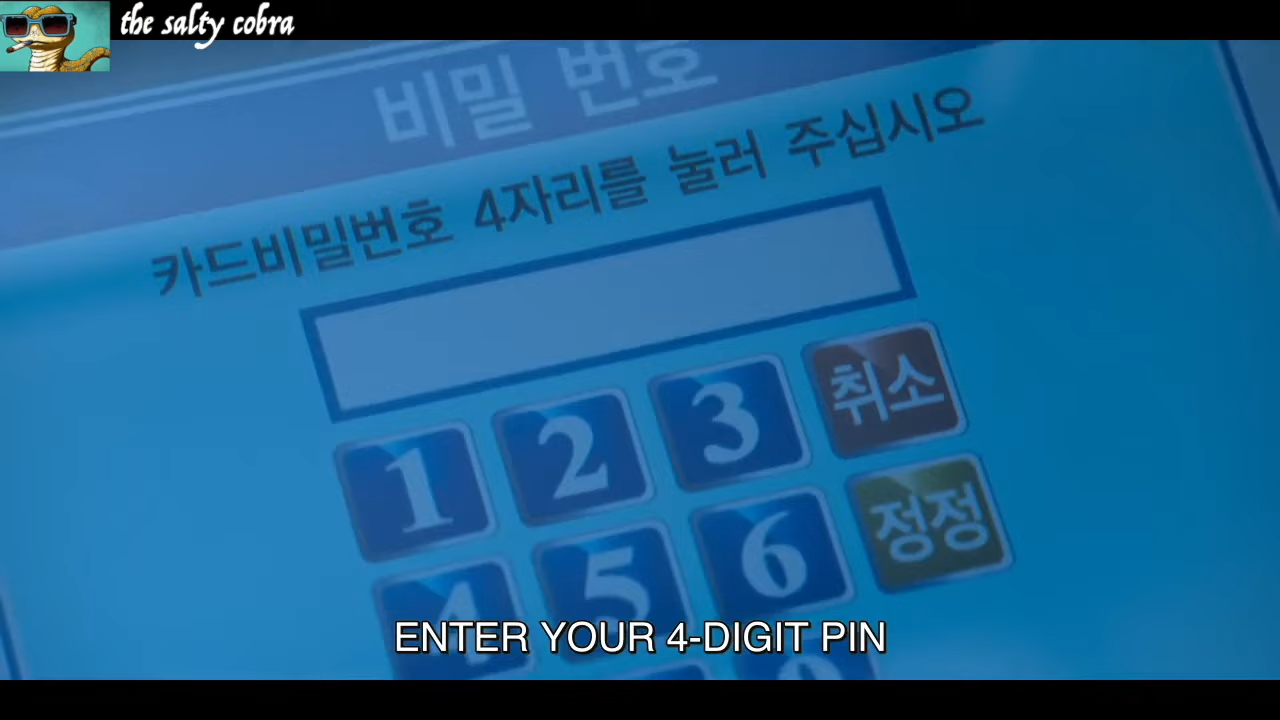 the salty cobra
비밀 번호
카드비밀번호 4자리를 눌러 주십시오
1 2 3 취소
4 5 6 정정
ENTER YOUR 4-DIGIT PIN